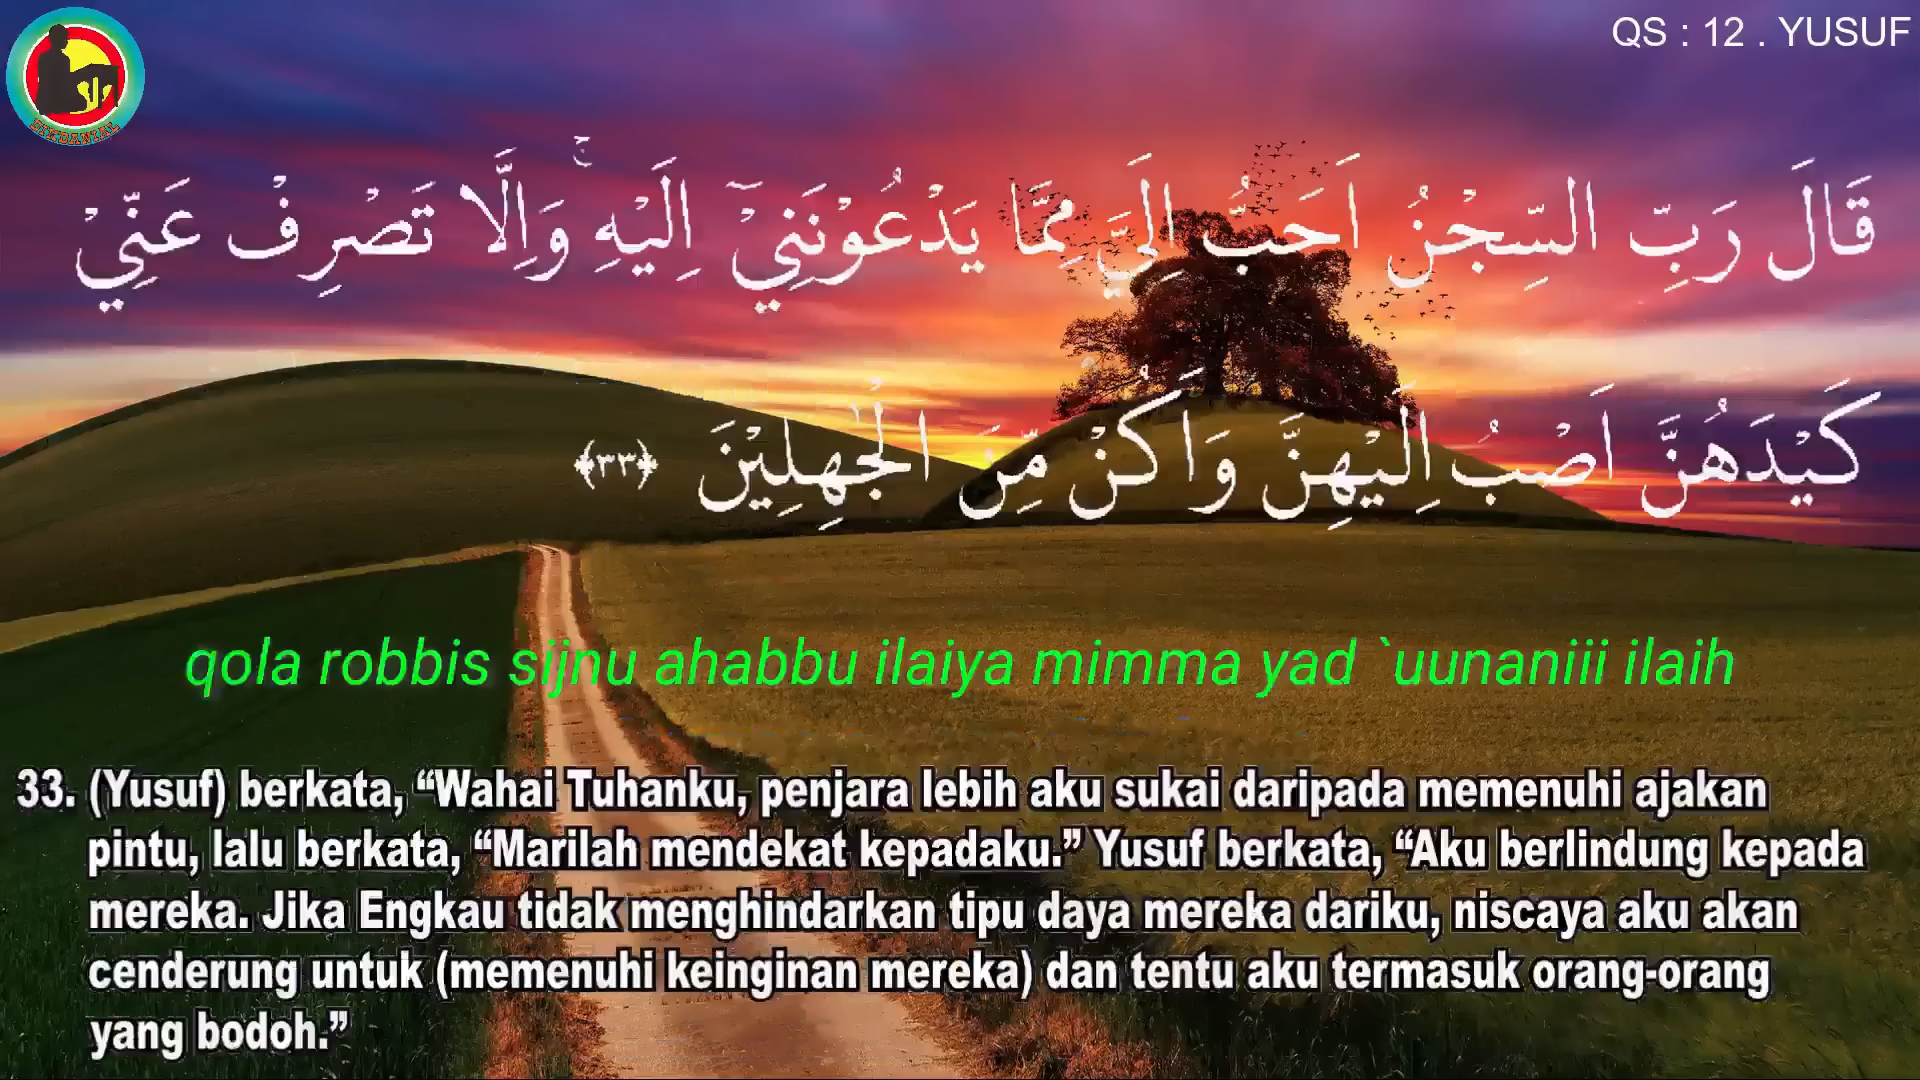 BIMDANIAL
QS : 12 . YUSUF
قَالَ رَبِّ السِّجْنُ اَحَبُّ اِلَيَّ مِمَّا يَدْعُوْنَنِيْٓ اِلَيْهِۚ وَاِلَّا تَصْرِفْ عَنِّيْ
كَيْدَهُنَّ اَصْبُ اِلَيْهِنَّ وَاَكُنْ مِّنَ الْجٰهِلِيْنَ ﴿٣٣﴾
qola robbis sijnu ahabbu ilaiya mimma yad `uunaniii ilaih
33. (Yusuf) berkata, “Wahai Tuhanku, penjara lebih aku sukai daripada memenuhi ajakan
pintu, lalu berkata, “Marilah mendekat kepadaku.” Yusuf berkata, “Aku berlindung kepada
mereka. Jika Engkau tidak menghindarkan tipu daya mereka dariku, niscaya aku akan
cenderung untuk (memenuhi keinginan mereka) dan tentu aku termasuk orang-orang
yang bodoh.”